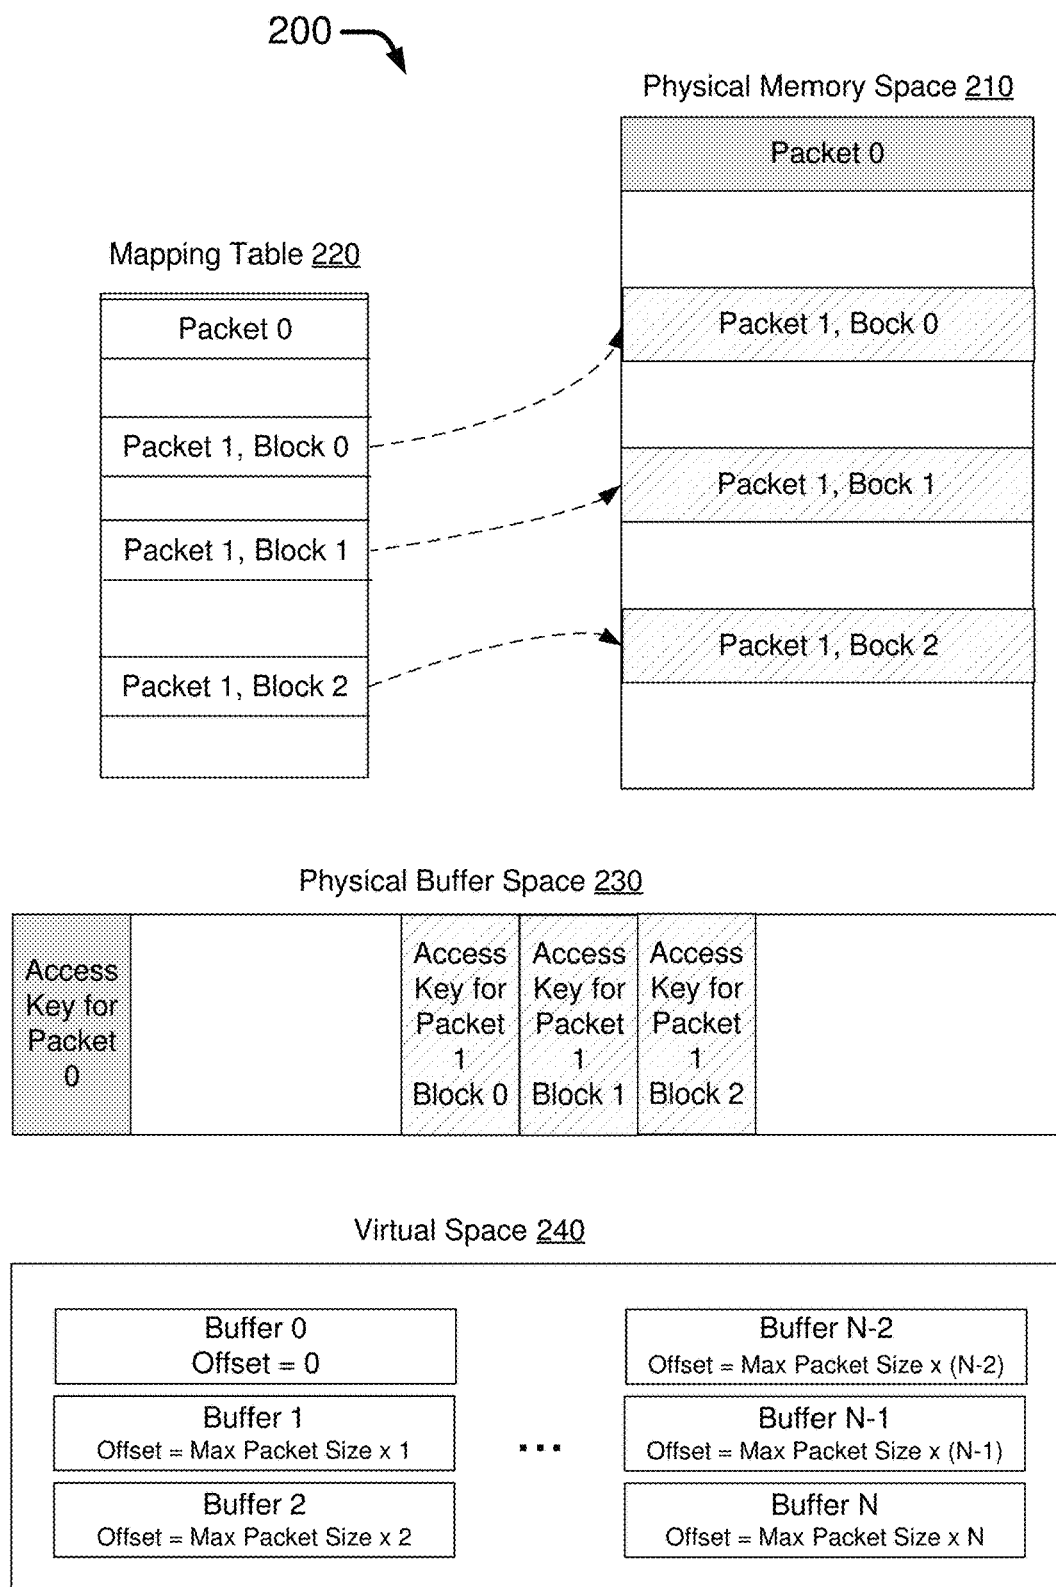 200
Physical Memory Space 210
Packet 0
Packet 1, Bock 0
Packet 1, Bock 1
Packet 1, Bock 2
Mapping Table 220
Packet 0
Packet 1, Block 0
Packet 1, Block 1
Packet 1, Block 2
Physical Buffer Space 230
Access
Key for
Packet
0
Access
Key for
Packet
1
Block 0
Access
Key for
Packet
1
Block 1
Access
Key for
Packet
1
Block 2
Virtual Space 240
Buffer 0
Offset = 0
Buffer 1
Offset = Max Packet Size x 1
Buffer 2
Offset = Max Packet Size x 2
...
Buffer N-2
Offset = Max Packet Size x (N-2)
Buffer N-1
Offset = Max Packet Size x (N-1)
Buffer N
Offset = Max Packet Size x N